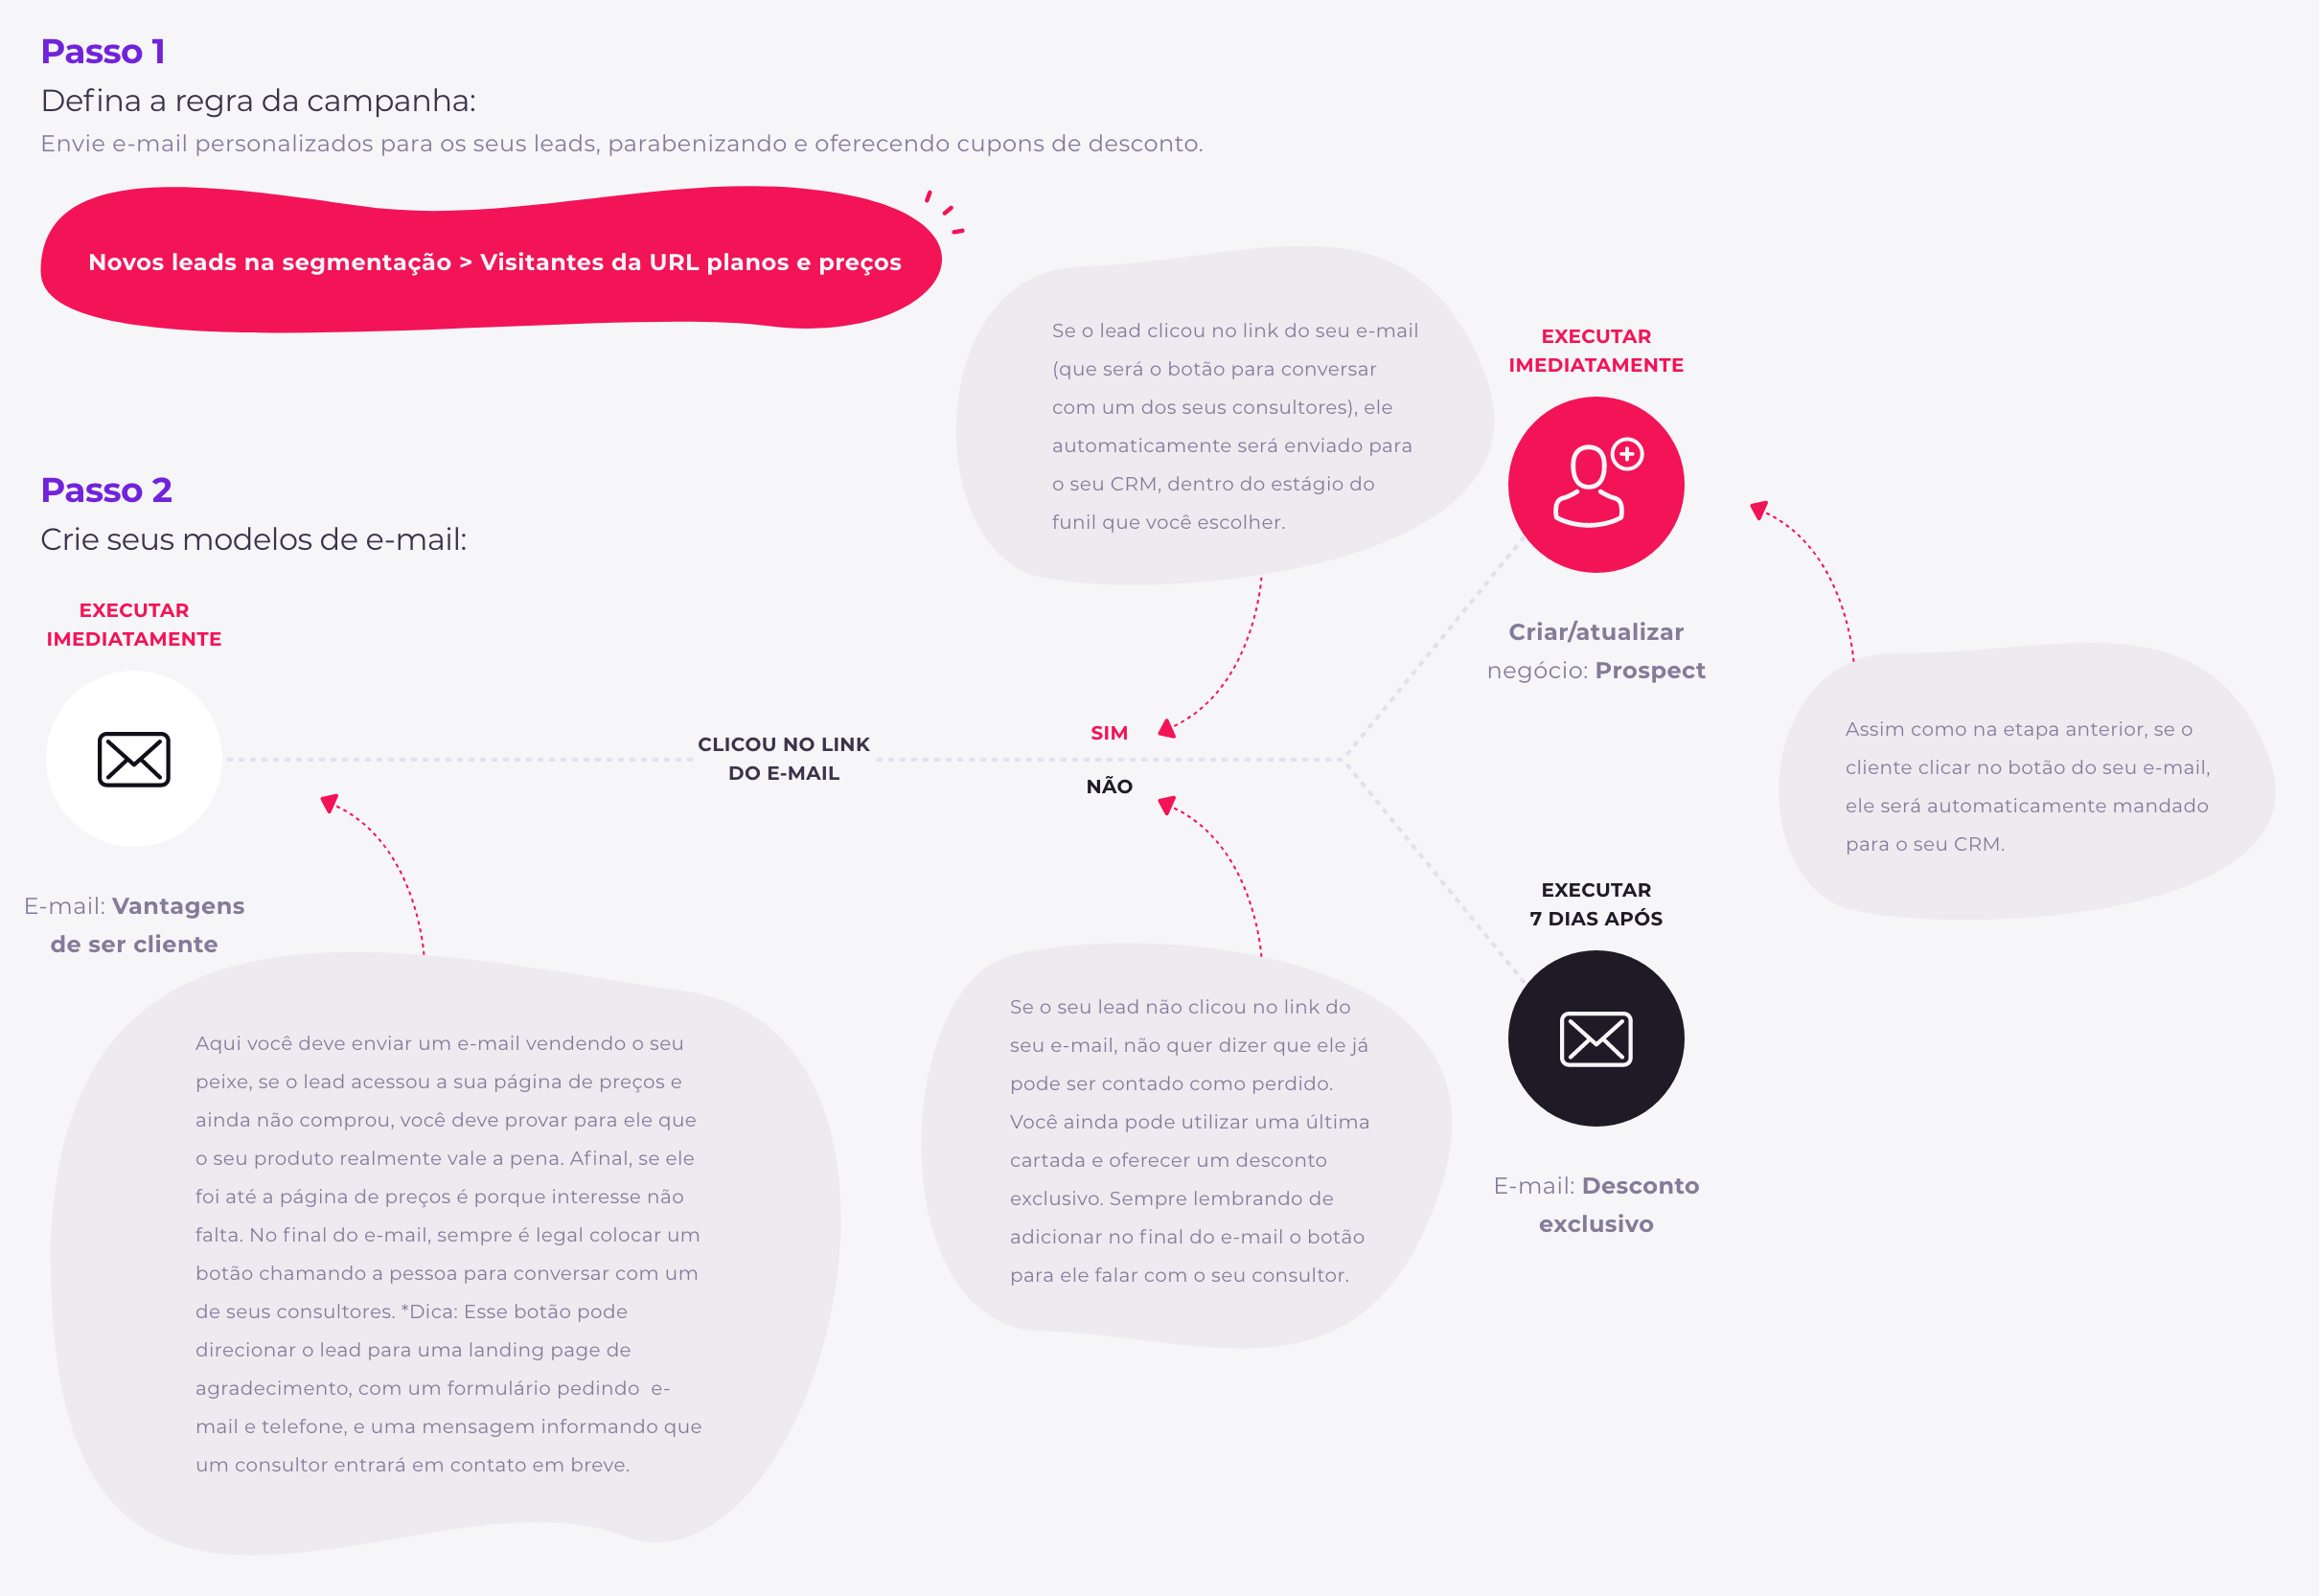 Passo 1
Defina a regra da campanha:
Envie e-mail personalizados para os seus leads, parabenizando e oferecendo cupons de desconto.
Novos leads na segmentação > Visitantes da URL planos e preços
Passo 2
Crie seus modelos de e-mail:
EXECUTAR
IMEDIATAMENTE
E-mail: Vantagens
de ser cliente
Aqui você deve enviar um e-mail vendendo o seu
peixe, se o lead acessou a sua página de preços e
ainda não comprou, você deve provar para ele que
o seu produto realmente vale a pena. Afinal, se ele
foi até a página de preços é porque interesse não
falta. No final do e-mail, sempre é legal colocar um
botão chamando a pessoa para conversar com um
de seus consultores. *Dica: Esse botão pode
direcionar o lead para uma landing page de
agradecimento, com um formulário pedindo  e-
mail e telefone, e uma mensagem informando que
um consultor entrará em contato em breve.
CLICOU NO LINK
DO E-MAIL
Se o lead clicou no link do seu e-mail
(que será o botão para conversar
com um dos seus consultores), ele
automaticamente será enviado para
o seu CRM, dentro do estágio do
funil que você escolher.
SIM
NÃO
Se o seu lead não clicou no link do
seu e-mail, não quer dizer que ele já
pode ser contado como perdido.
Você ainda pode utilizar uma última
cartada e oferecer um desconto
exclusivo. Sempre lembrando de
adicionar no final do e-mail o botão
para ele falar com o seu consultor.
EXECUTAR
IMEDIATAMENTE
Criar/atualizar
negócio: Prospect
Assim como na etapa anterior, se o
cliente clicar no botão do seu e-mail,
ele será automaticamente mandado
para o seu CRM.
EXECUTAR
7 DIAS APÓS
E-mail: Desconto
exclusivo